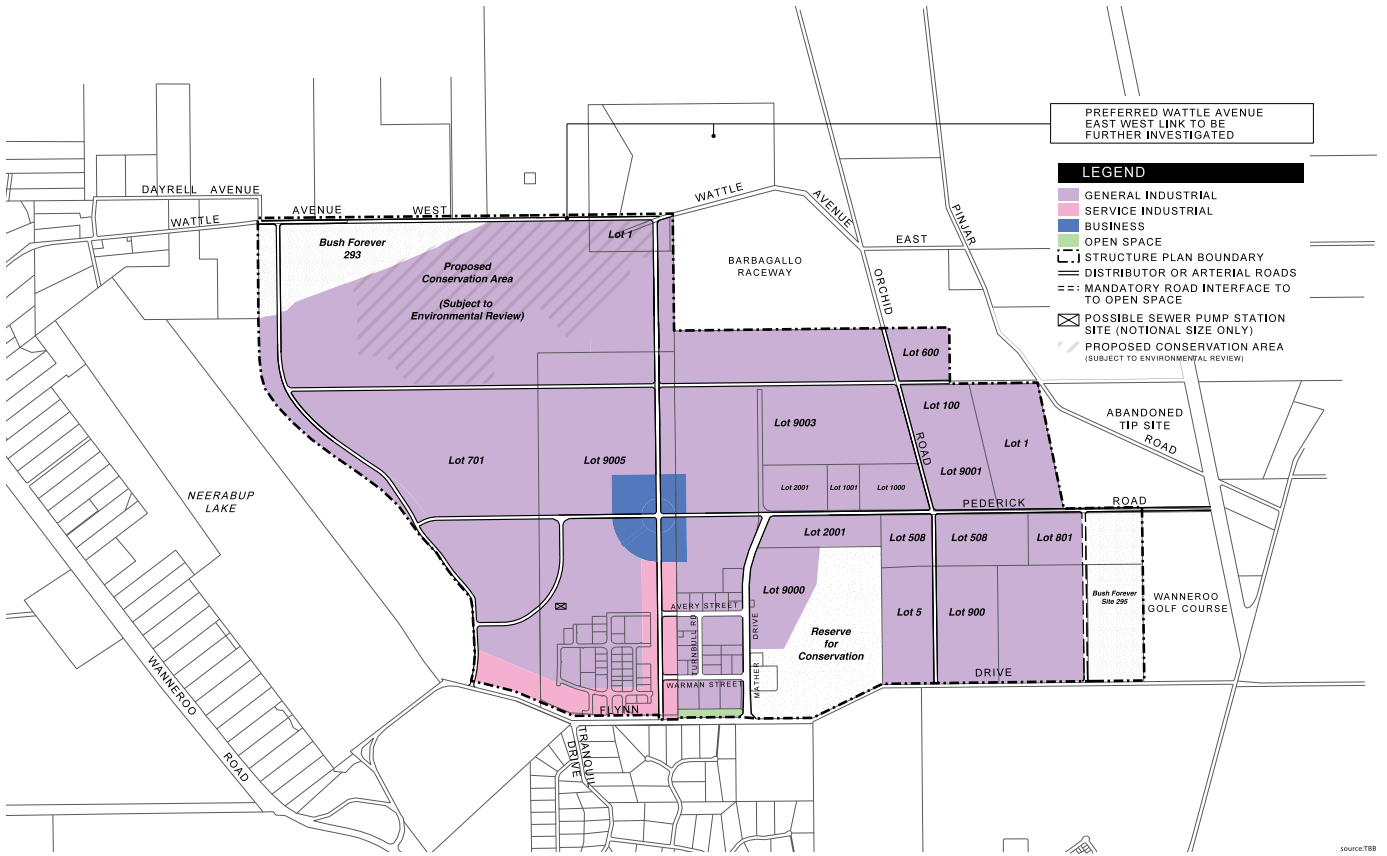 PREFERRED WATTLE AVENUE
EAST WEST LINK TO BE
FURTHER INVESTIGATED
LEGEND
GENERAL INDUSTRIAL
SERVICE INDUSTRIAL
BUSINESS
OPEN SPACE
STRUCTURE PLAN BOUNDARY
DISTRIBUTOR OR ARTERIAL ROADS
MANDATORY ROAD INTERFACE TO
TO OPEN SPACE
POSSIBLE SEWER PUMP STATION
SITE (NOTIONAL SIZE ONLY)
PROPOSED CONSERVATION AREA
(SUBJECT TO ENVIRONMENTAL REVIEW)
DAYRELL AVENUE
WATTLE
AVENUE WEST
WATTLE
AVENUE
EAST
PINJAR
ROAD
Bush Forever
293
Proposed
Conservation Area
(Subject to
Environmental Review)
Lot 1
BARBAGALLO
RACEWAY
ORCHID
ROAD
Lot 600
Lot 100
Lot 1
ABANDONED
TIP SITE
Lot 9003
Lot 701
Lot 9005
Lot 9001
Lot 2001
Lot 1001
Lot 1000
NEERABUP
LAKE
PEDERICK
ROAD
Lot 2001
Lot 508
Lot 508
Lot 801
Lot 9000
Bush Forever
Site 295
WANNEROO
GOLF COURSE
AVERY STREET
Lot 5
Lot 900
Reserve
for
Conservation
TURNBULL RD
MATHER
DRIVE
WARMAN STREET
FLYNN
DRIVE
WANNEROO
ROAD
TRANQUIL
DRIVE
source:TBB